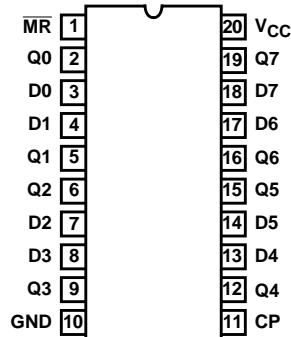 M̅R̅ 1 20 VCC
Q0 2 19 Q7
D0 3 18 D7
D1 4 17 D6
Q1 5 16 Q6
Q2 6 15 Q5
D2 7 14 D5
D3 8 13 D4
Q3 9 12 Q4
GND 10 11 CP